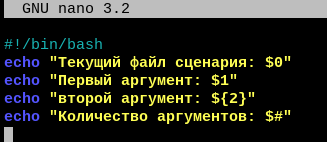 GNU nano 3.2
#!/bin/bash
echo "Текущий файл сценария: $0"
echo "Первый аргумент: $1"
echo "второй аргумент: ${2}"
echo "Количество аргументов: $#"